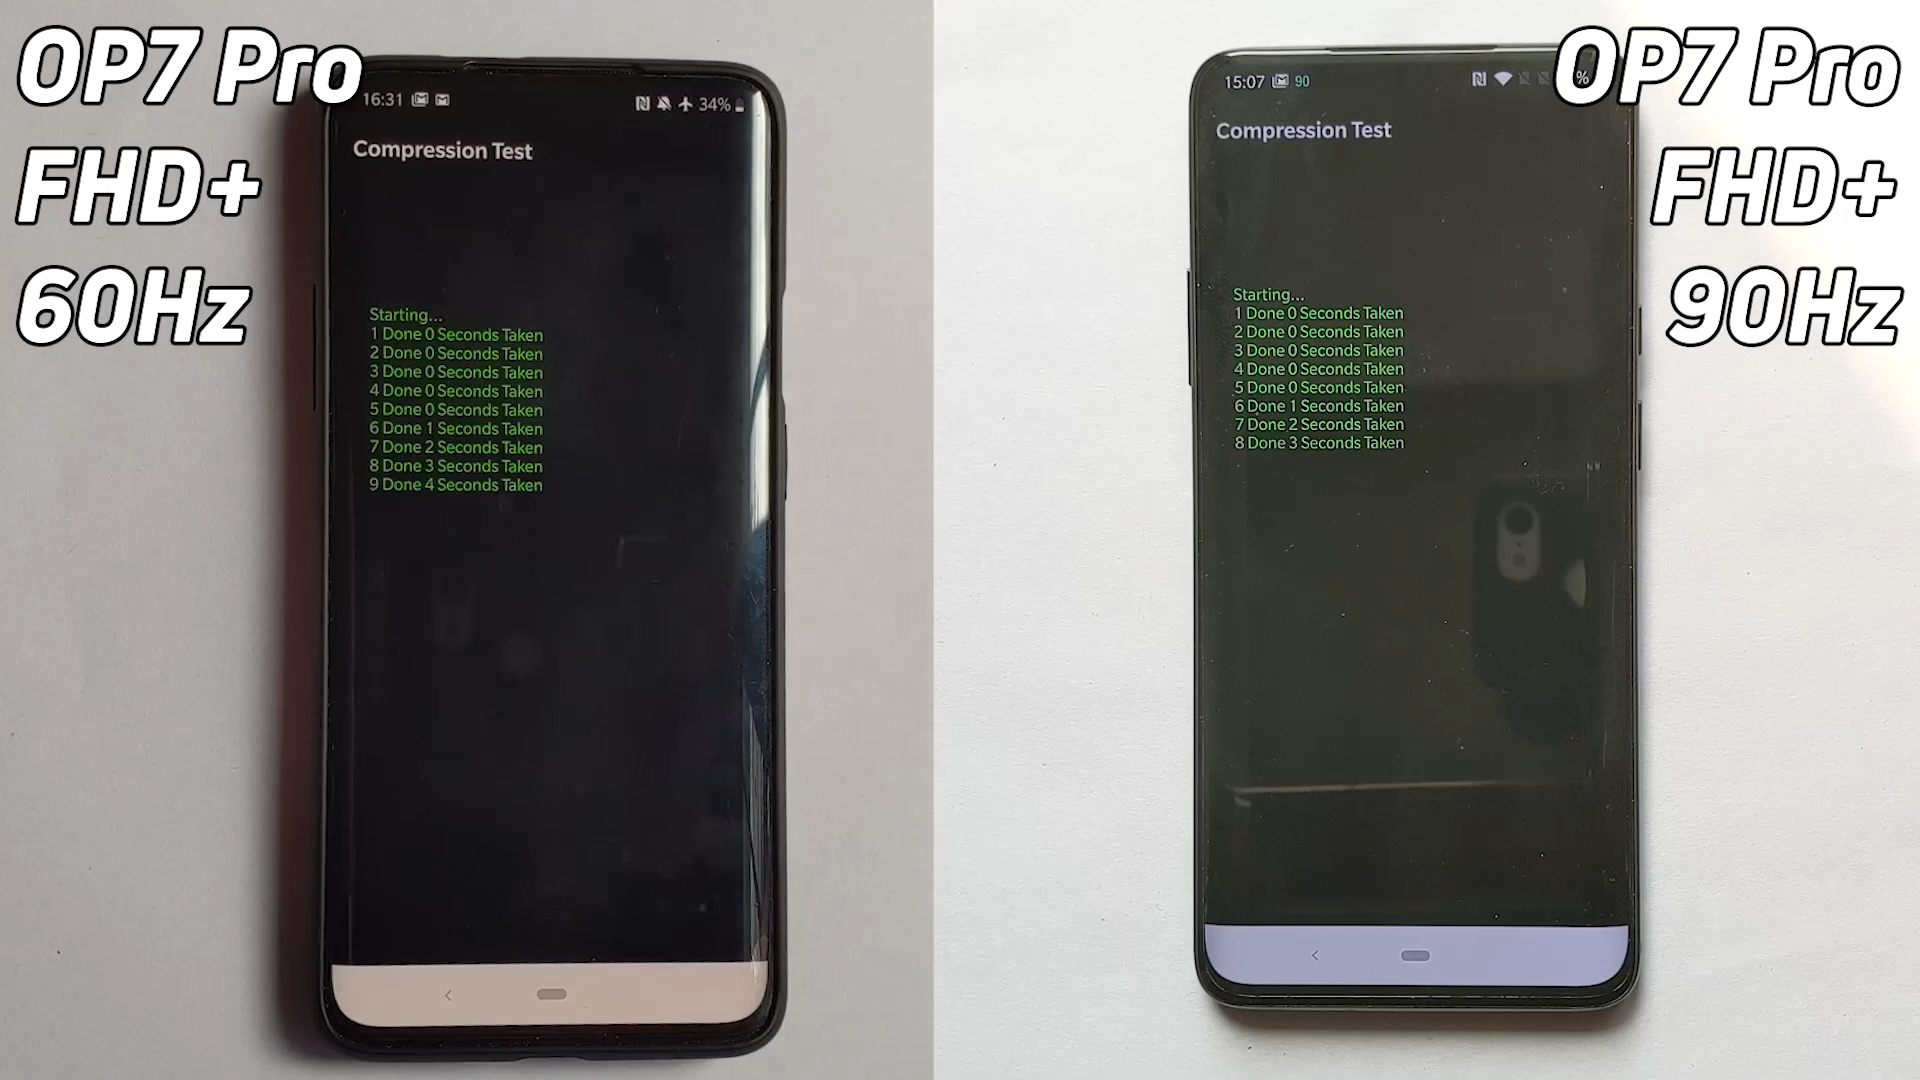 OP7 Pro
FHD+
60Hz
16:31
34%
Compression Test
Starting...
1 Done 0 Seconds Taken
2 Done 0 Seconds Taken
3 Done 0 Seconds Taken
4 Done 0 Seconds Taken
5 Done 0 Seconds Taken
6 Done 1 Seconds Taken
7 Done 2 Seconds Taken
8 Done 3 Seconds Taken
9 Done 4 Seconds Taken
OP7 Pro
FHD+
90Hz
15:07 90
%
Compression Test
Starting...
1 Done 0 Seconds Taken
2 Done 0 Seconds Taken
3 Done 0 Seconds Taken
4 Done 0 Seconds Taken
5 Done 0 Seconds Taken
6 Done 1 Seconds Taken
7 Done 2 Seconds Taken
8 Done 3 Seconds Taken